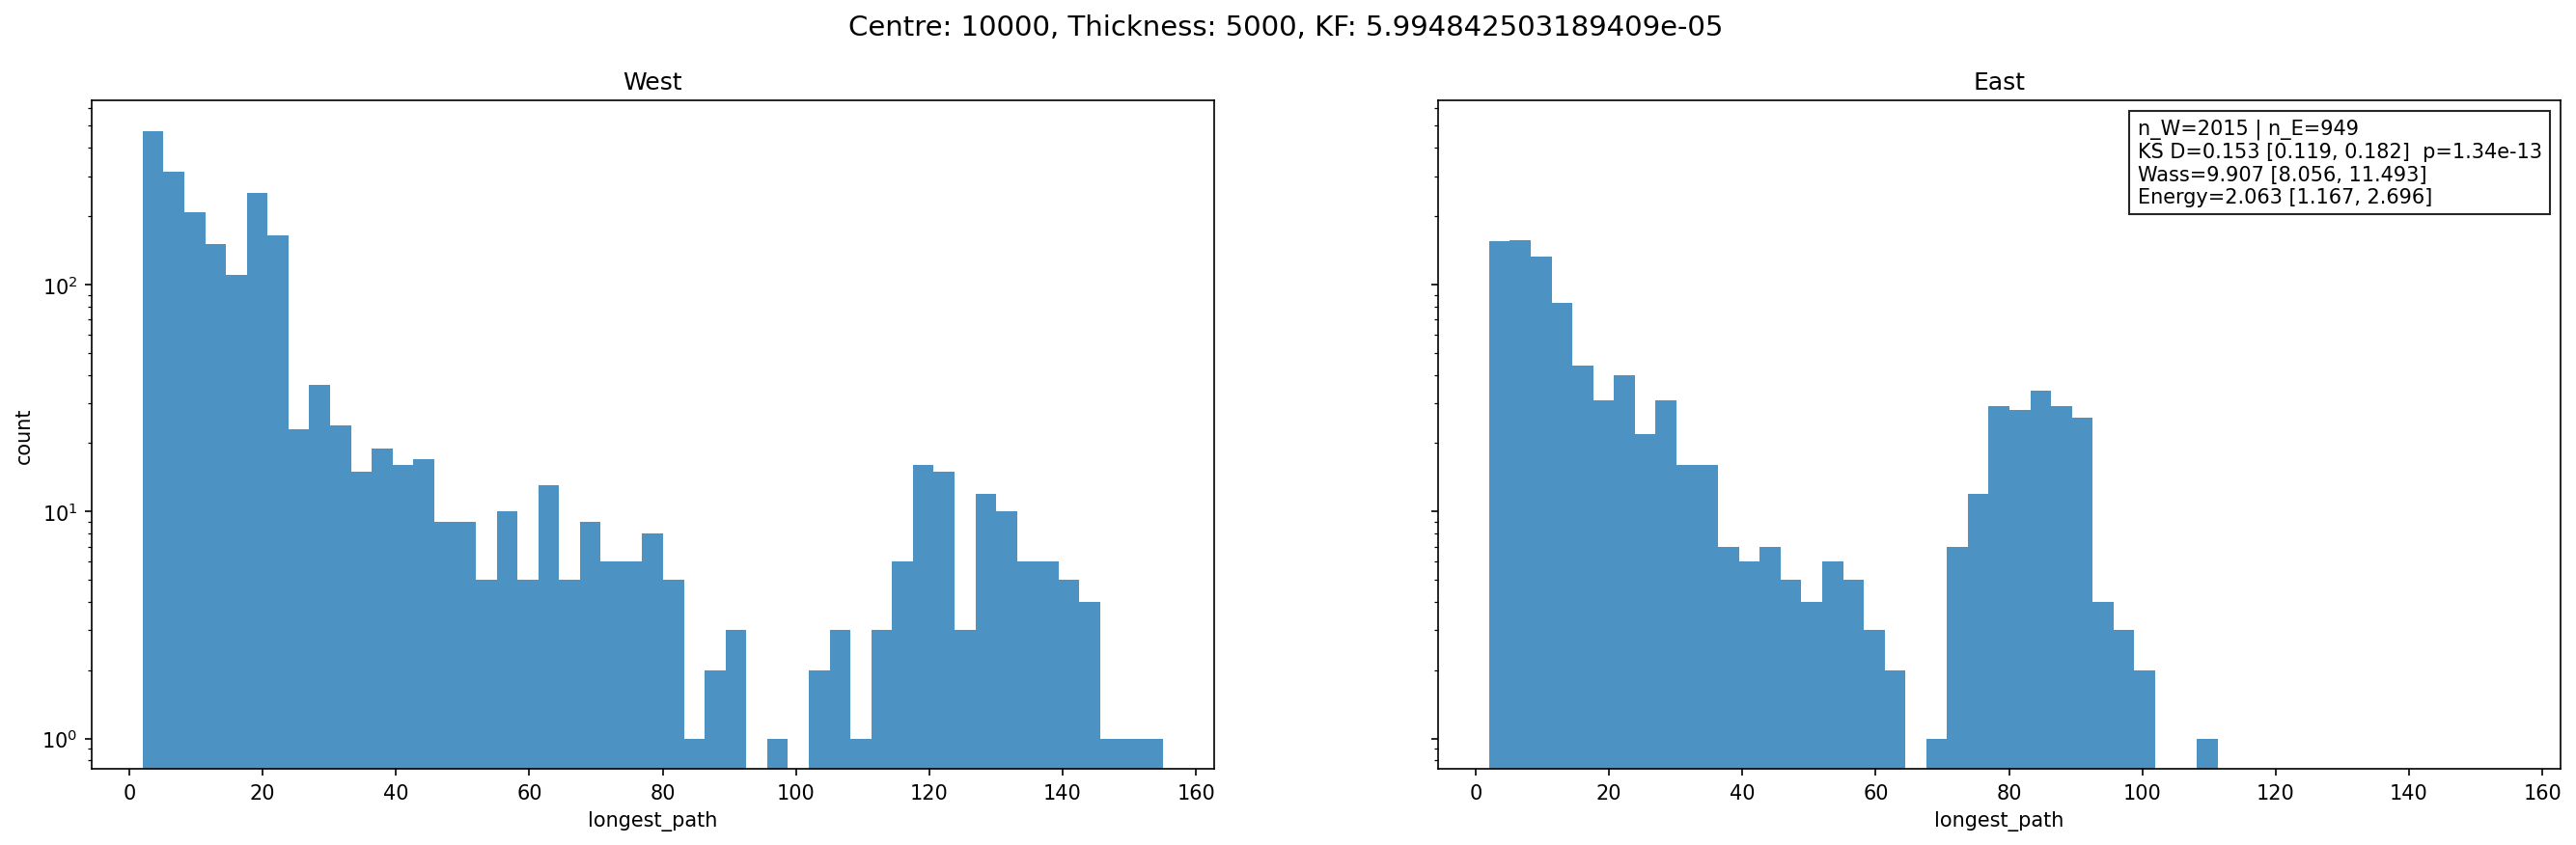 Centre: 10000, Thickness: 5000, KF: 5.994842503189409e-05
West
East
n_W=2015 | n_E=949
KS D=0.153 [0.119, 0.182]  p=1.34e-13
Wass=9.907 [8.056, 11.493]
Energy=2.063 [1.167, 2.696]
count
10²
10¹
10⁰
0 20 40 60 80 100 120 140 160
longest_path
0 20 40 60 80 100 120 140 160
longest_path